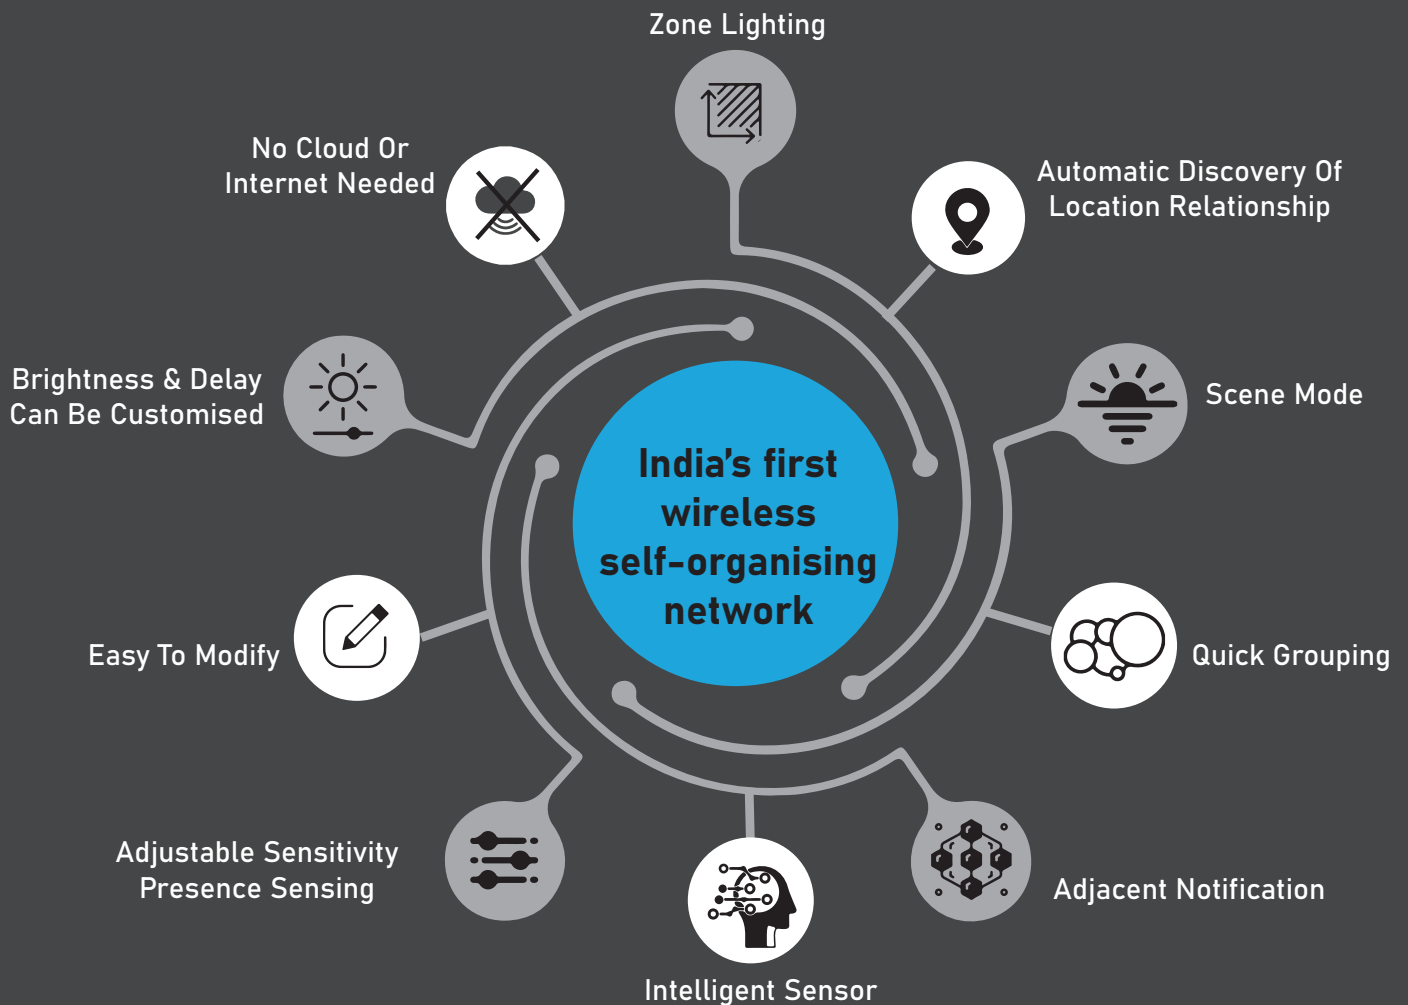 Zone Lighting
No Cloud Or
Internet Needed
Automatic Discovery Of
Location Relationship
Brightness & Delay
Can Be Customised
Scene Mode
India's first
wireless
self-organising
network
Easy To Modify
Quick Grouping
Adjustable Sensitivity
Presence Sensing
Adjacent Notification
Intelligent Sensor